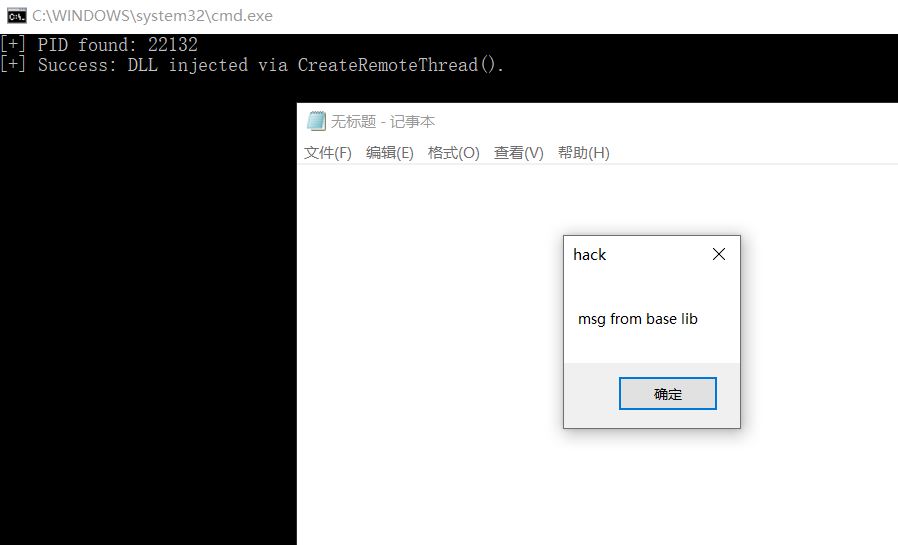 C:\WINDOWS\system32\cmd.exe
[+] PID found: 22132
[+] Success: DLL injected via CreateRemoteThread().
无标题 - 记事本
文件(F) 编辑(E) 格式(O) 查看(V) 帮助(H)
hack
msg from base lib
确定